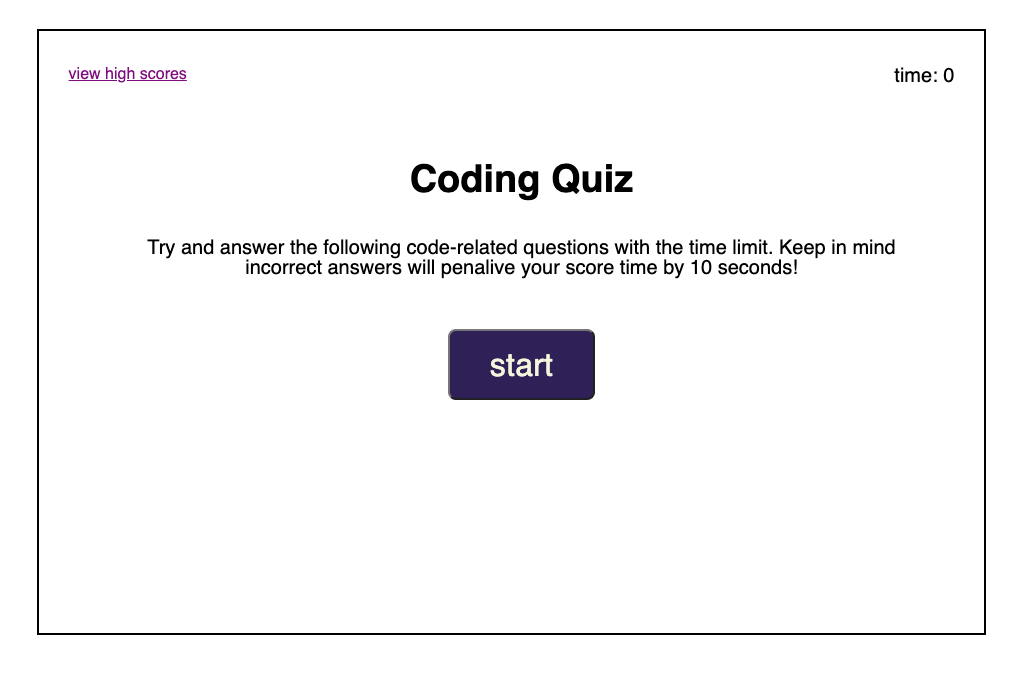 view high scores
time: 0
Coding Quiz
Try and answer the following code-related questions with the time limit. Keep in mind
incorrect answers will penalive your score time by 10 seconds!
start